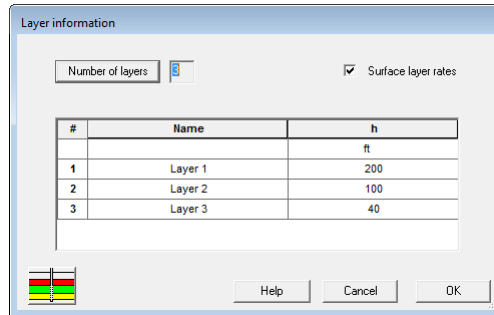 Layer information
Number of layers 3 Surface layer rates
# Name h
ft
1 Layer 1 200
2 Layer 2 100
3 Layer 3 40
Help Cancel OK